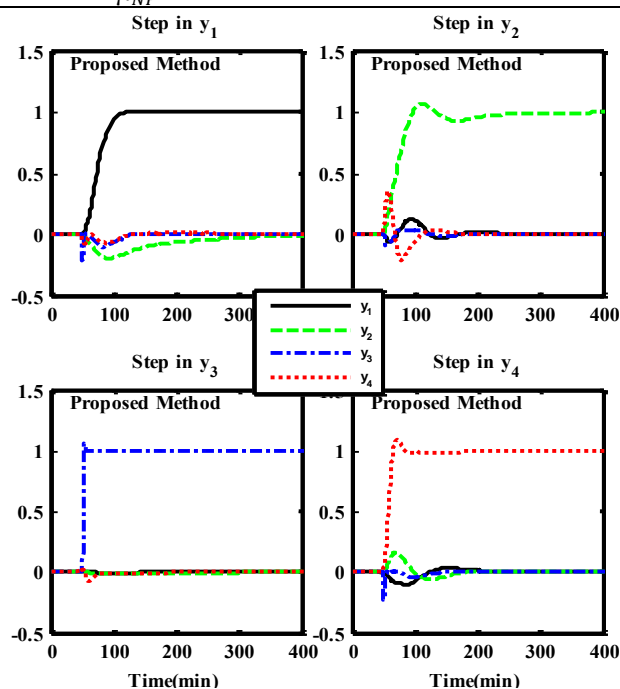 Step in y1
Step in y2
1.5
1
0.5
0
-0.5
Proposed Method
0 100 200 300
1.5
1
0.5
0
-0.5
Proposed Method
0 100 200 300 400
y1
y2
y3
y4
Step in y3
Step in y4
1.5
1
0.5
0
-0.5
Proposed Method
0 100 200 300 400
Time(min)
1
0.5
0
-0.5
Proposed Method
0 100 200 300 400
Time(min)